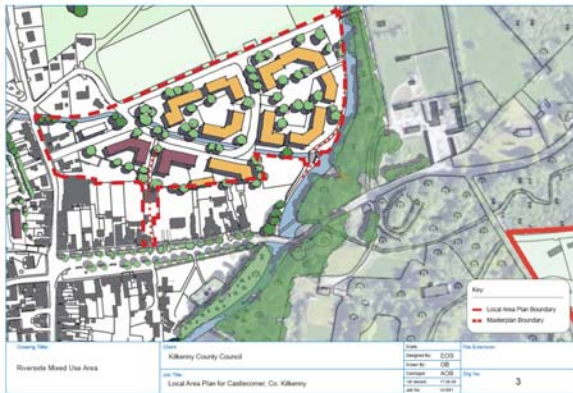 Key:
Local Area Plan Boundary
Masterplan Boundary
Drawing Title:
Riverside Mixed Use Area
Client:
Kilkenny County Council
Job Title:
Local Area Plan for Castlecomer, Co. Kilkenny
Scale:
Designed By: EOS
Drawn By: OB
AOB
File Extension:
Drg No:
3